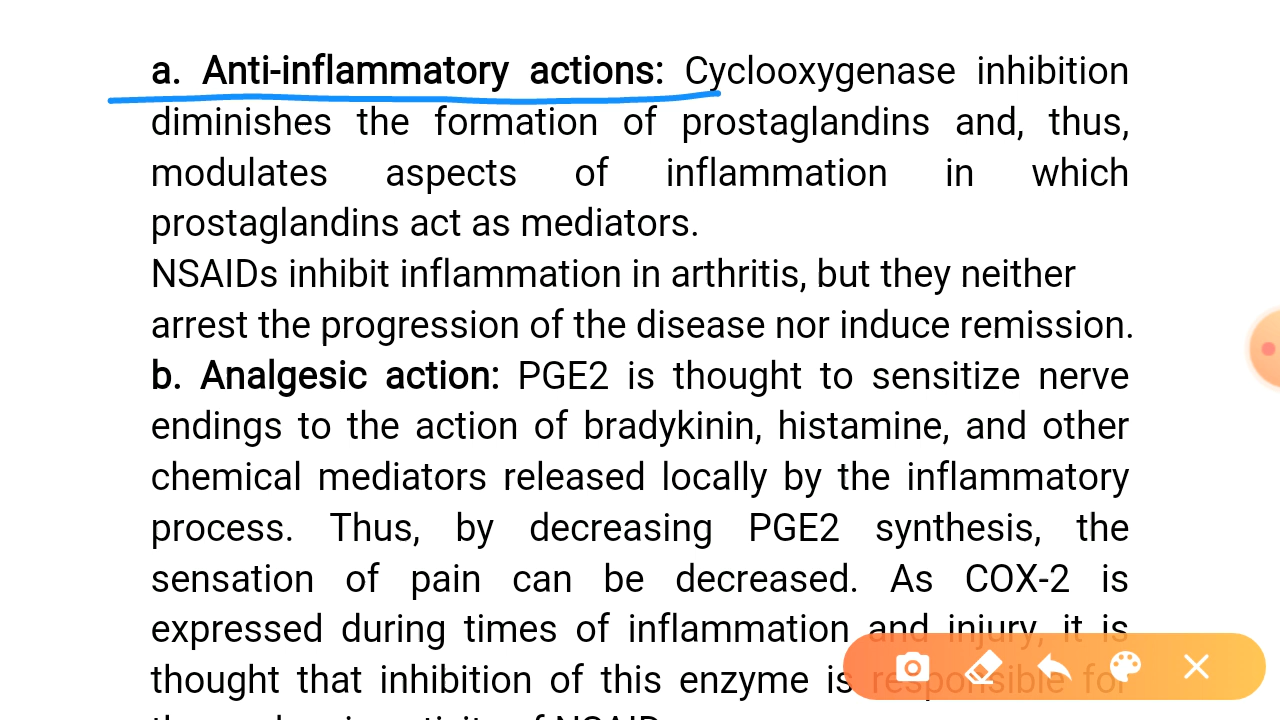 a. Anti-inflammatory actions: Cyclooxygenase inhibition
diminishes the formation of prostaglandins and, thus,
modulates aspects of inflammation in which
prostaglandins act as mediators.
NSAIDs inhibit inflammation in arthritis, but they neither
arrest the progression of the disease nor induce remission.
b. Analgesic action: PGE2 is thought to sensitize nerve
endings to the action of bradykinin, histamine, and other
chemical mediators released locally by the inflammatory
process. Thus, by decreasing PGE2 synthesis, the
sensation of pain can be decreased. As COX-2 is
expressed during times of inflammation and injury, it is
thought that inhibition of this enzyme is responsible for